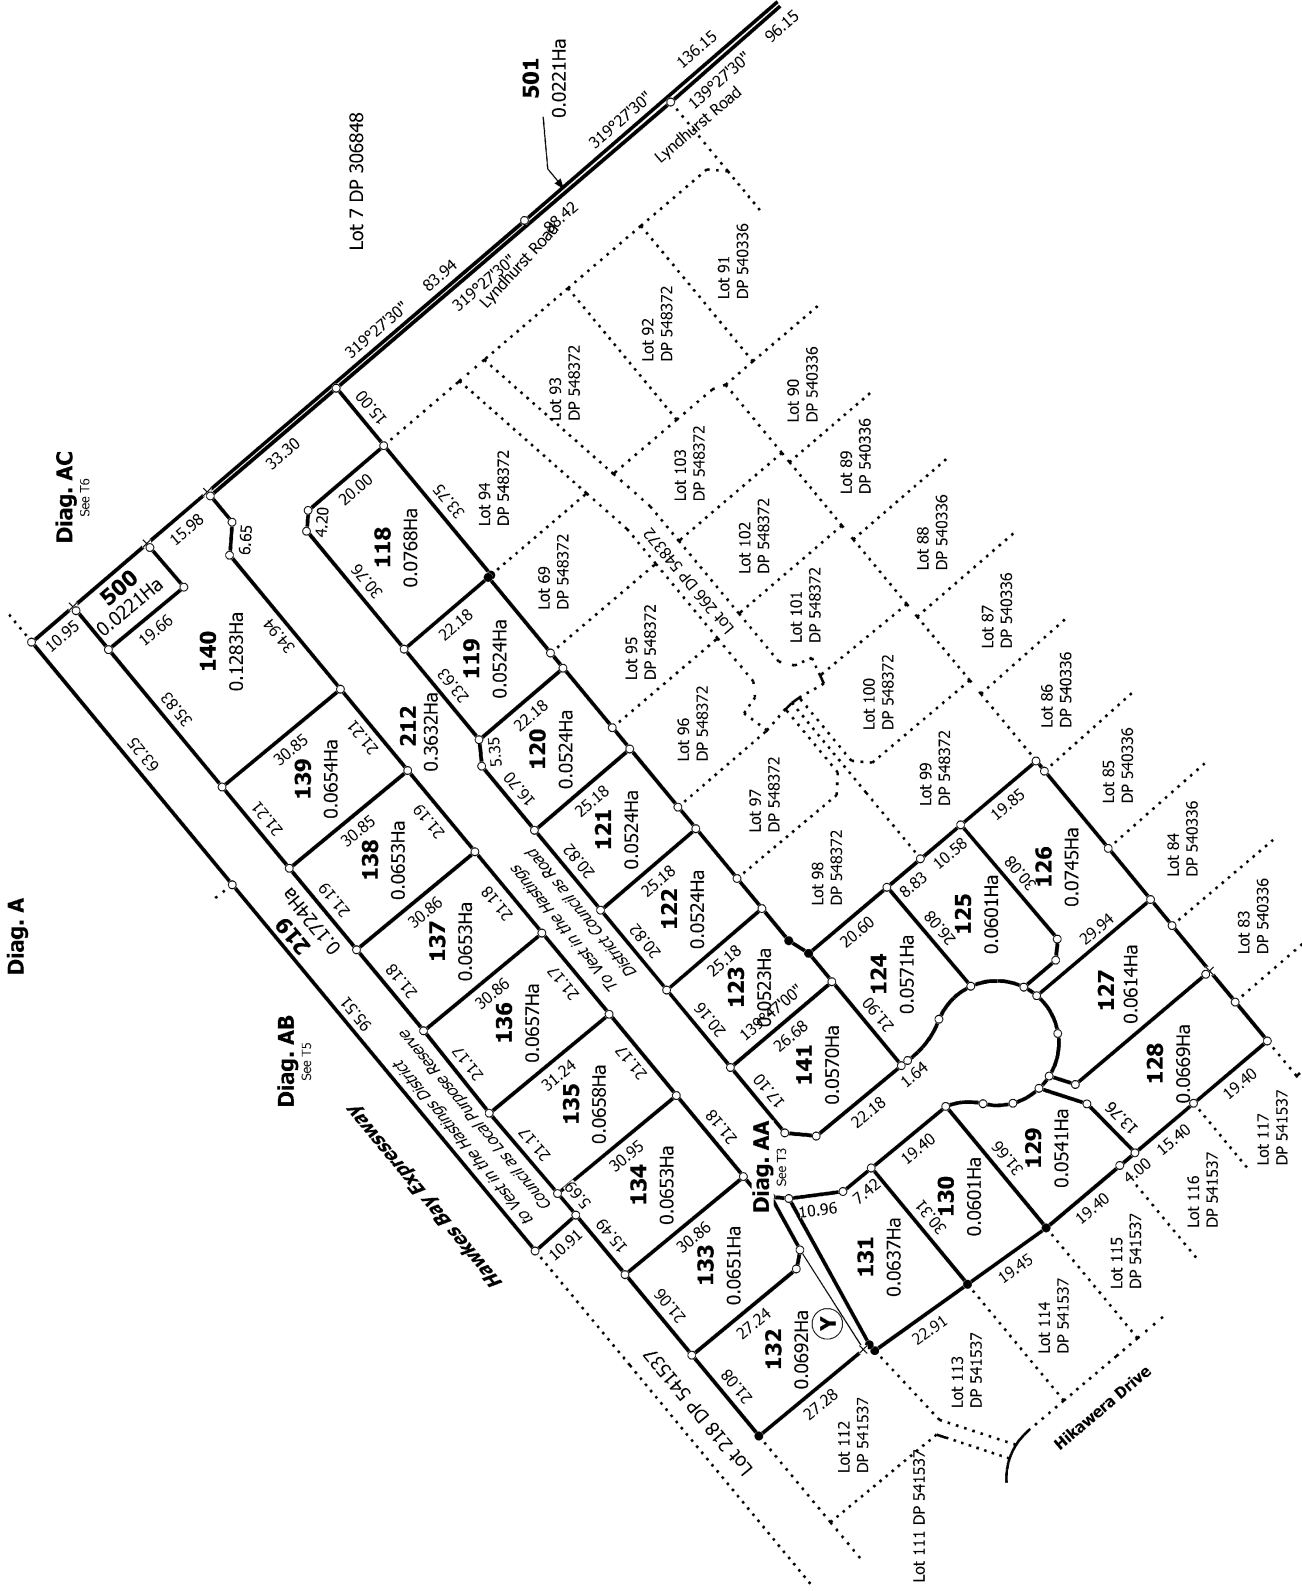 Diag. A
Diag. AB
See T5
Diag. AC
See T6
Diag. AA
See T3
Hawkes Bay Expressway
Lot 7 DP 306848
501
0.0221Ha
136.15
96.15
319°27'30"
139°27'30"
Lyndhurst Road
98.42
83.94
319°27'30"
319°27'30"
Lyndhurst Road
15.00
33.30
15.98
10.95
500
0.0221Ha
19.66
6.65
63.25
95.51
10.91
219
0.1724Ha
to Vest in the Hastings District
Council as Local Purpose Reserve
212
0.3632Ha
To Vest in the Hastings
District Council as Road
140
0.1283Ha
35.83
34.94
139
0.0654Ha
30.85
21.21
21.21
138
0.0653Ha
30.85
21.19
21.19
137
0.0653Ha
30.86
21.18
21.18
136
0.0657Ha
30.86
21.17
21.17
135
0.0658Ha
31.24
21.17
21.17
134
0.0653Ha
30.95
5.69
15.49
21.18
133
0.0651Ha
30.86
21.06
132
0.0692Ha
27.24
21.08
27.28
Y
131
0.0637Ha
10.96
7.42
22.91
130
0.0601Ha
30.31
19.40
19.45
129
0.0541Ha
31.66
13.76
19.40
4.00
128
0.0669Ha
15.40
19.40
127
0.0614Ha
29.94
126
0.0745Ha
30.08
19.85
125
0.0601Ha
26.08
10.58
8.83
124
0.0571Ha
20.60
21.90
1.64
141
0.0570Ha
26.68
17.10
22.18
139°47'00"
123
0.0523Ha
25.18
20.16
122
0.0524Ha
25.18
20.82
121
0.0524Ha
25.18
20.82
120
0.0524Ha
22.18
5.35
16.70
119
0.0524Ha
22.18
23.63
118
0.0768Ha
30.76
4.20
20.00
33.75
Lot 91
DP 540336
Lot 92
DP 548372
Lot 93
DP 548372
Lot 94
DP 548372
Lot 69
DP 548372
Lot 95
DP 548372
Lot 96
DP 548372
Lot 97
DP 548372
Lot 98
DP 548372
Lot 99
DP 548372
Lot 100
DP 548372
Lot 101
DP 548372
Lot 102
DP 548372
Lot 103
DP 548372
Lot 266 DP 548372
Lot 90
DP 540336
Lot 89
DP 540336
Lot 88
DP 540336
Lot 87
DP 540336
Lot 86
DP 540336
Lot 85
DP 540336
Lot 84
DP 540336
Lot 83
DP 540336
Lot 117
DP 541537
Lot 116
DP 541537
Lot 115
DP 541537
Lot 114
DP 541537
Lot 113
DP 541537
Lot 112
DP 541537
Lot 111 DP 541537
Lot 218 DP 541537
Hikawera Drive